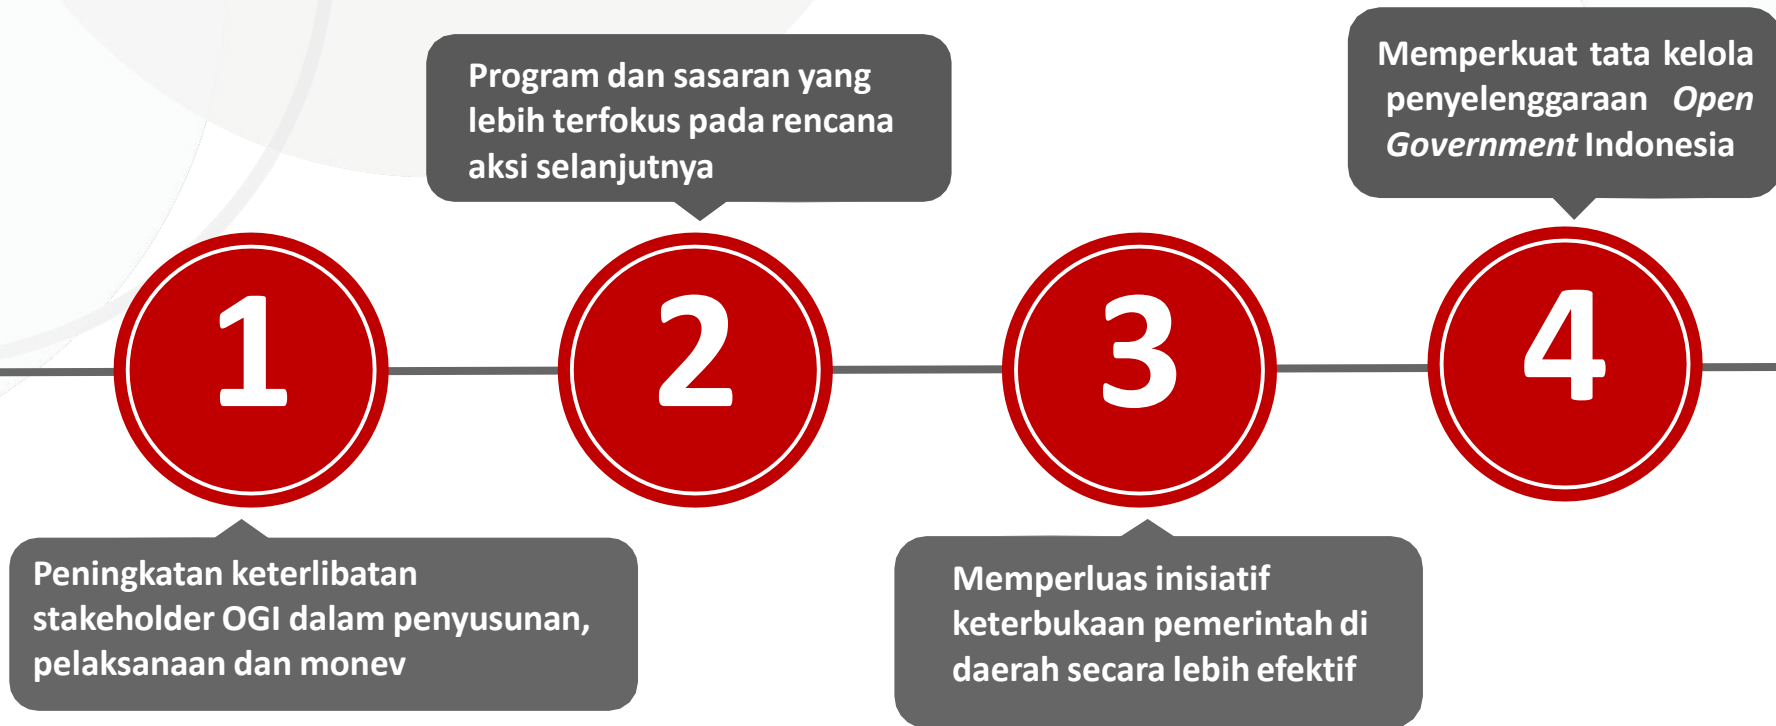 1
Peningkatan keterlibatan
stakeholder OGI dalam penyusunan,
pelaksanaan dan monev
2
Program dan sasaran yang
lebih terfokus pada rencana
aksi selanjutnya
3
Memperluas inisiatif
keterbukaan pemerintah di
daerah secara lebih efektif
4
Memperkuat tata kelola
penyelenggaraan Open
Government Indonesia